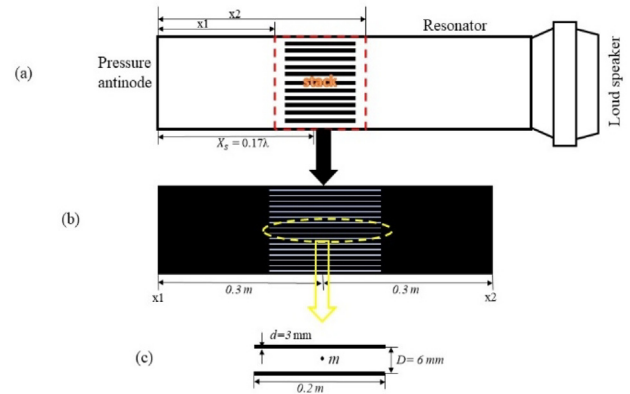 x2
x1
Resonator
(a)
Pressure
antinode
stack
Loud speaker
Xs = 0.17λ
(b)
0.3 m
0.3 m
x1
x2
d=3 mm
(c)
m
D= 6 mm
0.2 m